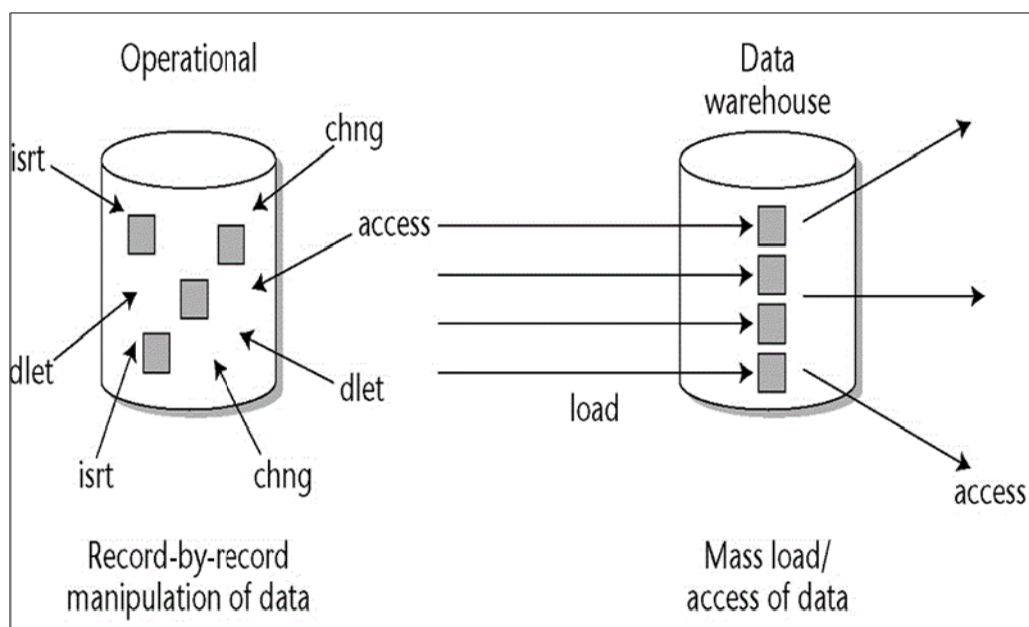 Operational
Data
warehouse
isrt
chng
access
dlet
dlet
isrt
chng
load
access
Record-by-record
manipulation of data
Mass load/
access of data